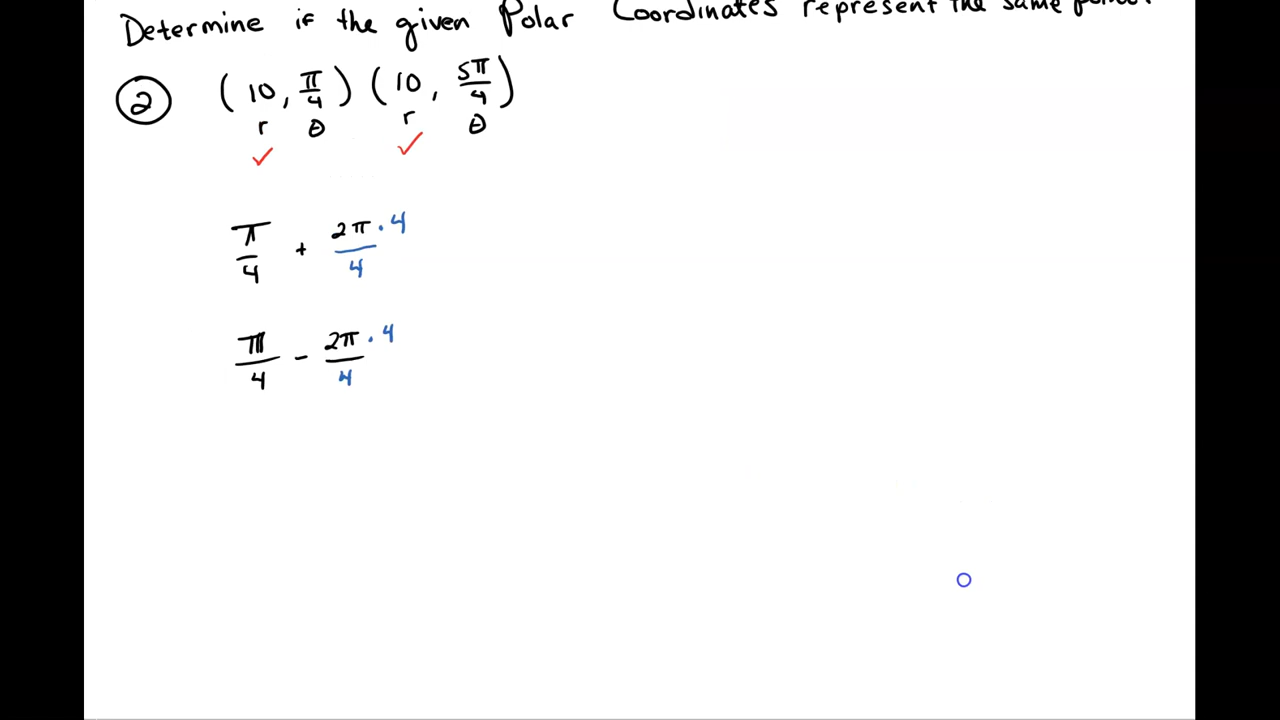 Determine if the given Polar Coordinates represent the same point.
② (10, π/4) (10, 5π/4)
r θ r θ
✓ ✓
π/4 + 2π·4/4
π/4 - 2π·4/4